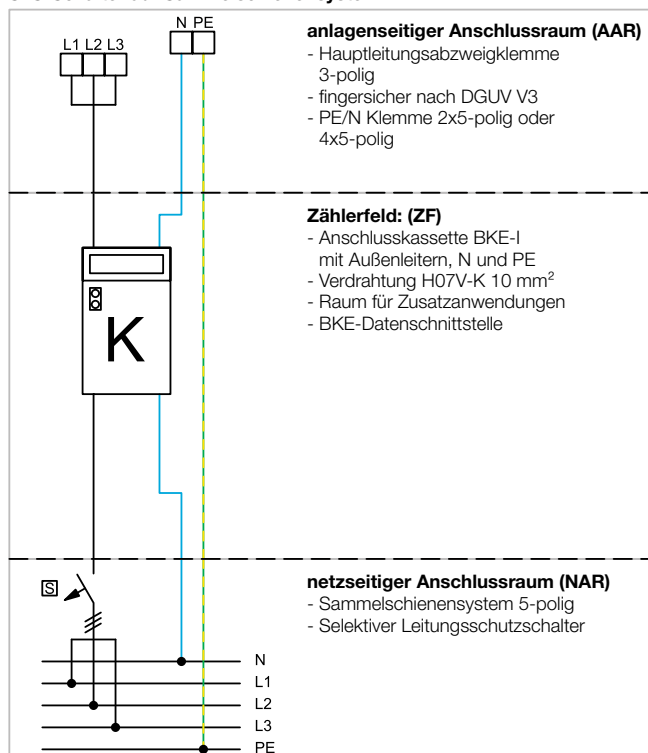 N PE
L1 L2 L3
anlagenseitiger Anschlussraum (AAR)
- Hauptleitungsabzweigklemme
3-polig
- fingersicher nach DGUV V3
- PE/N Klemme 2x5-polig oder
4x5-polig
Zählerfeld: (ZF)
- Anschlusskassette BKE-I
mit Außenleitern, N und PE
- Verdrahtung H07V-K 10 mm²
- Raum für Zusatzanwendungen
- BKE-Datenschnittstelle
K
netzseitiger Anschlussraum (NAR)
- Sammelschienensystem 5-polig
- Selektiver Leitungsschutzschalter
S
N
L1
L2
L3
PE